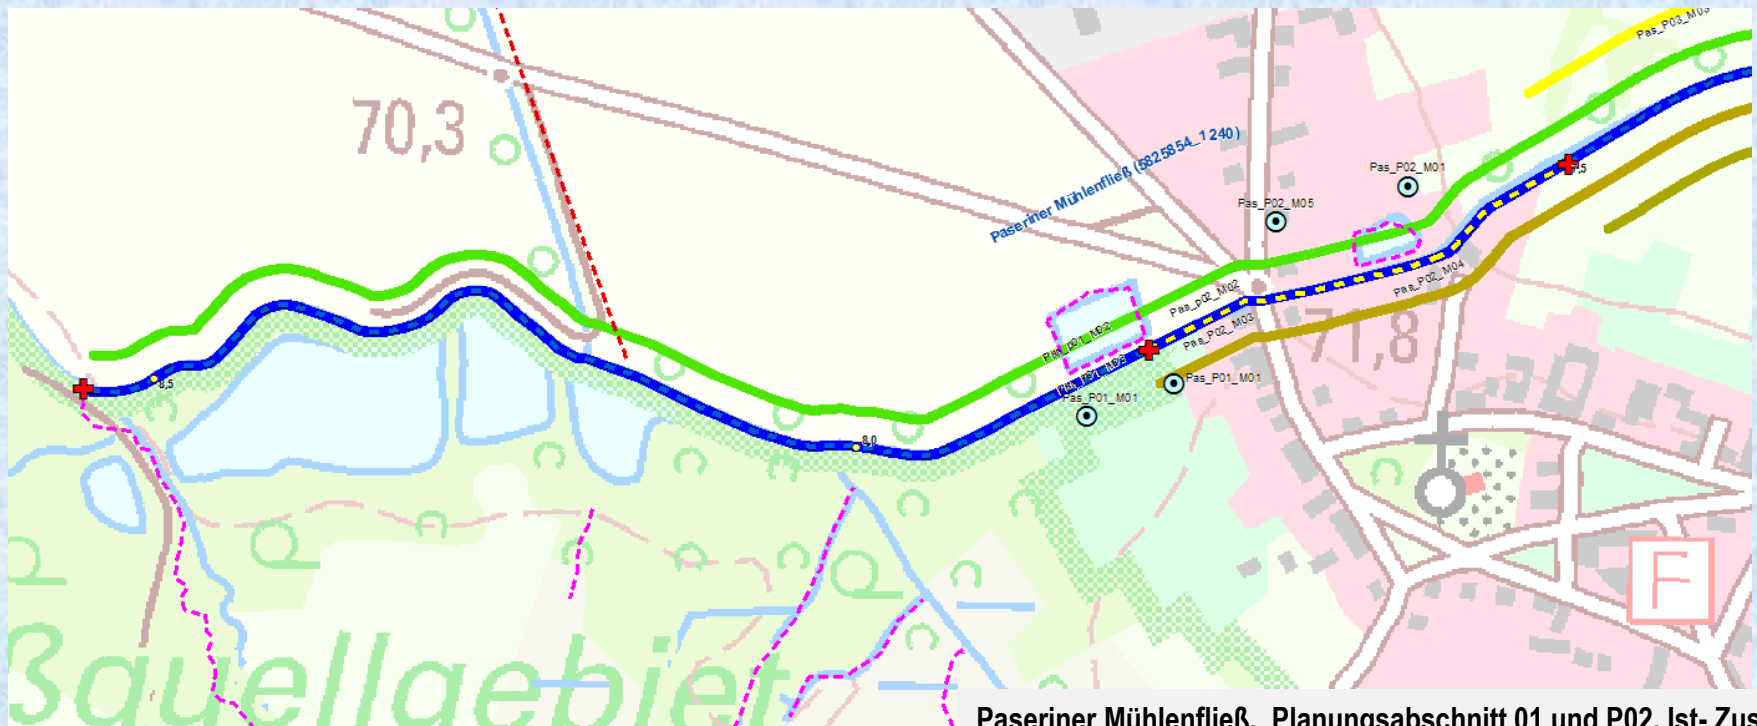 Pas_P03_M03
70,3
Paseriner Mühlenfließ (5825854_1240)
Pas_P02_M01
Pas_P02_M05
Pas_P02_M04
Pas_p02_M02
Pas_P02_M03
71,8
Pas_p01_M02
Pas_P01_M01
Pas_P01_M01
8,5
8,0
F
ßquellgebiet
Paseriner Mühlenfließ, Planungsabschnitt 01 und P02, Ist- Zus